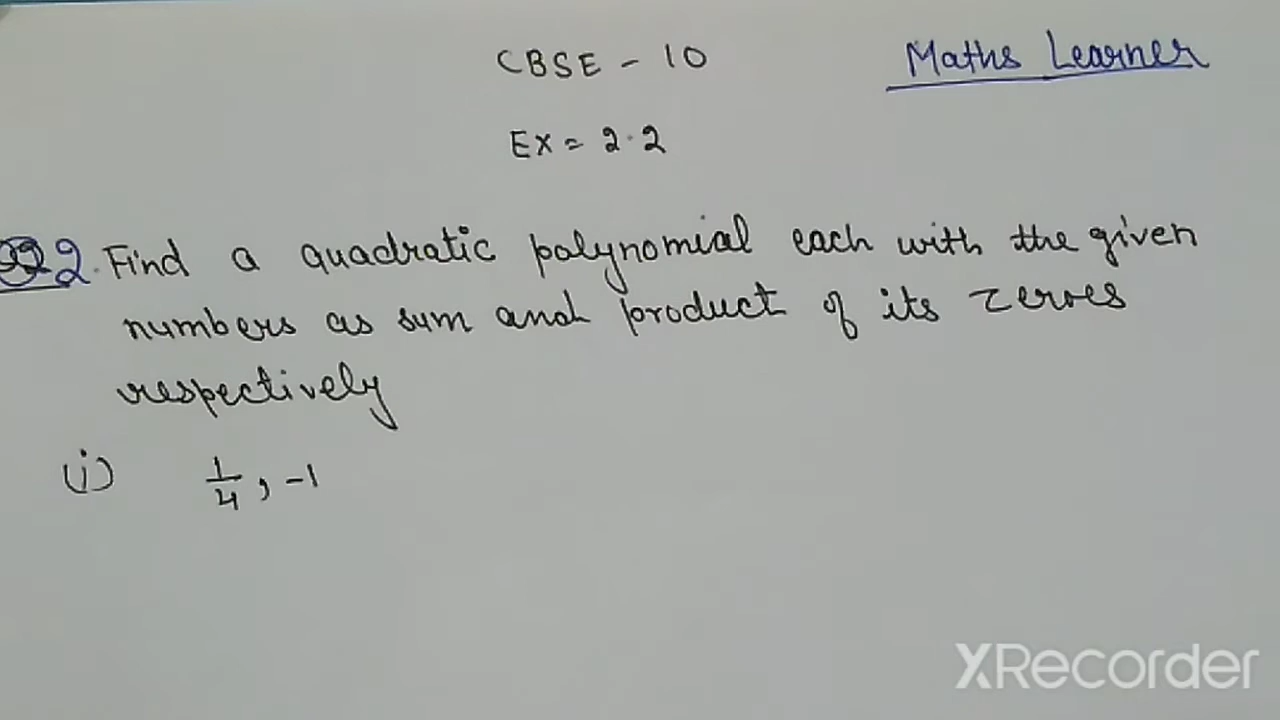 CBSE - 10
Maths Learner
EX = 2.2
2. Find a quadratic polynomial each with the given
numbers as sum and product of its zeroes
respectively
(i) 1/4, -1
XRecorder